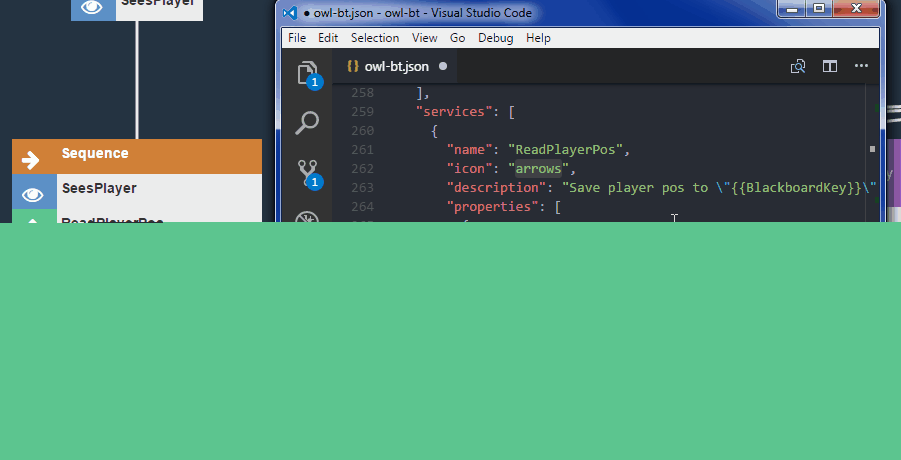 SeesPlayer
Sequence
SeesPlayer
ReadPlayerPos
● owl-bt.json - owl-bt - Visual Studio Code
File Edit Selection View Go Debug Help
{} owl-bt.json ●
1
1
258 ],
259 "services": [
260 {
261 "name": "ReadPlayerPos",
262 "icon": "arrows",
263 "description": "Save player pos to \"{{BlackboardKey}}\"
264 "properties": [